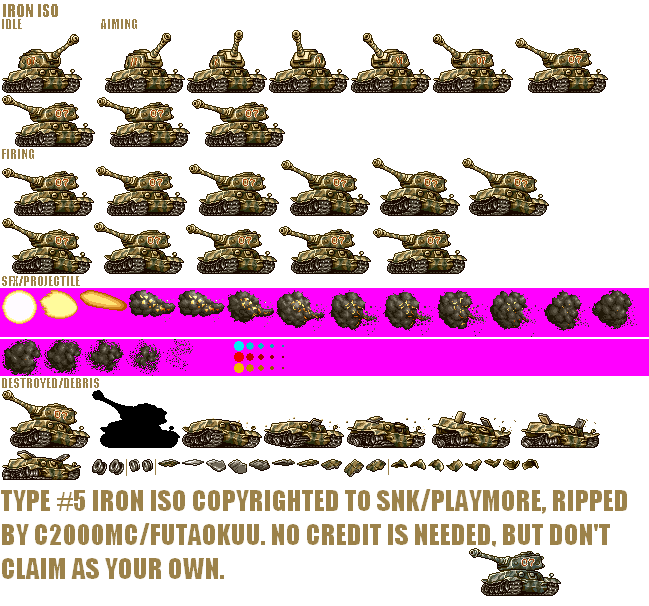 IRON ISO
IDLE AIMING
FIRING
SFX/PROJECTILE
DESTROYED/DEBRIS
TYPE #5 IRON ISO COPYRIGHTED TO SNK/PLAYMORE, RIPPED
BY C2000MC/FUTAOKUU. NO CREDIT IS NEEDED, BUT DON'T
CLAIM AS YOUR OWN.